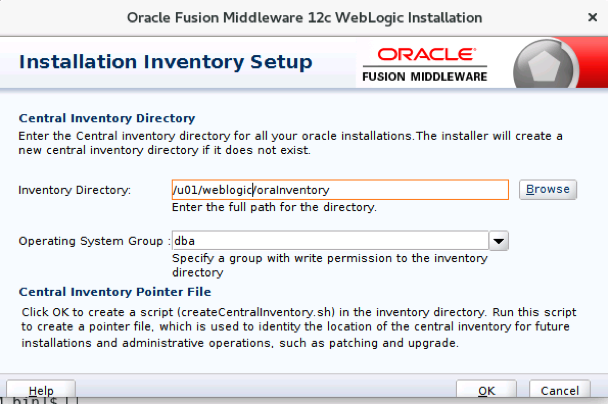 Oracle Fusion Middleware 12c WebLogic Installation
Installation Inventory Setup
ORACLE
FUSION MIDDLEWARE
Central Inventory Directory
Enter the Central inventory directory for all your oracle installations.The installer will create a
new central inventory directory if it does not exist.
Inventory Directory: /u01/weblogic/oraInventory Browse
Enter the full path for the directory.
Operating System Group : dba
Specify a group with write permission to the inventory
directory
Central Inventory Pointer File
Click OK to create a script (createCentralInventory.sh) in the inventory directory. Run this script
to create a pointer file, which is used to identity the location of the central inventory for future
installations and administrative operations, such as patching and upgrade.
Help OK Cancel